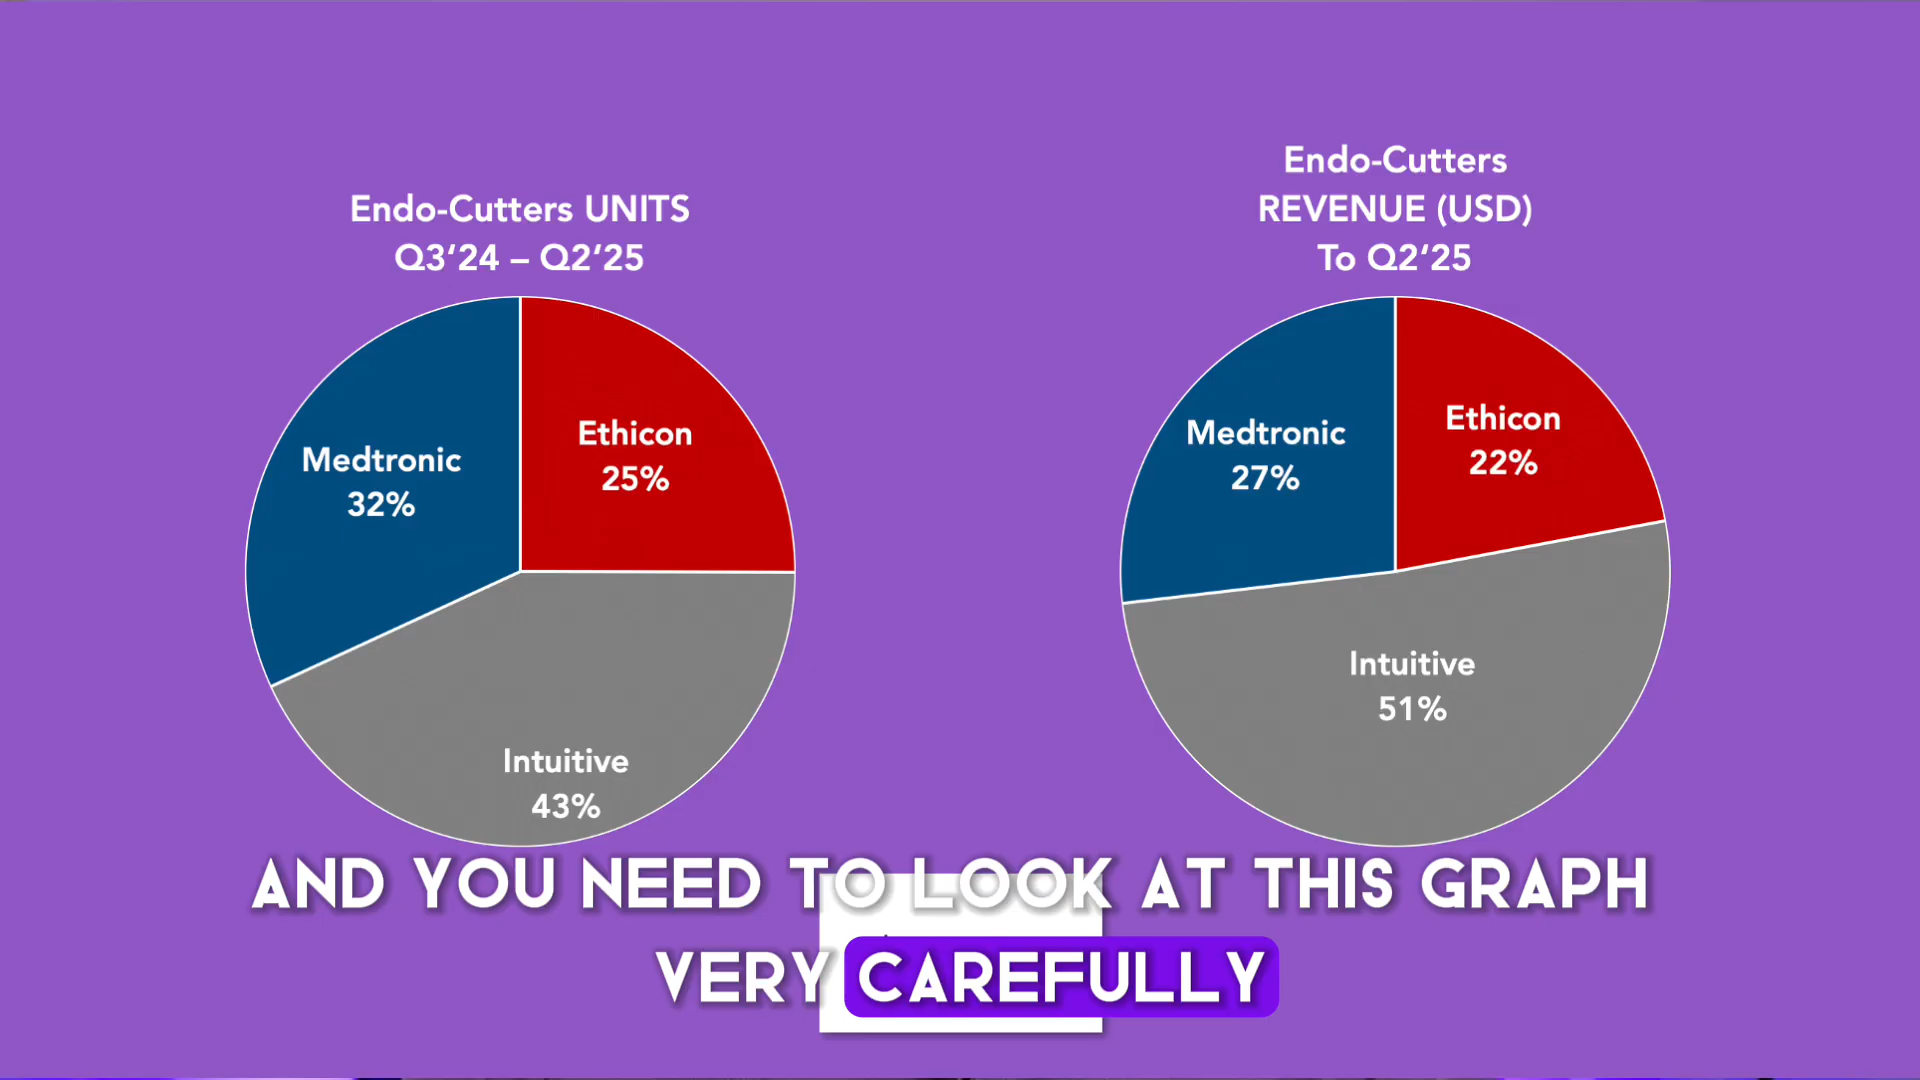 Endo-Cutters UNITS
Q3‘24 – Q2‘25
Medtronic
32%
Ethicon
25%
Intuitive
43%
Endo-Cutters
REVENUE (USD)
To Q2‘25
Medtronic
27%
Ethicon
22%
Intuitive
51%
AND YOU NEED TO LOOK AT THIS GRAPH
VERY CAREFULLY